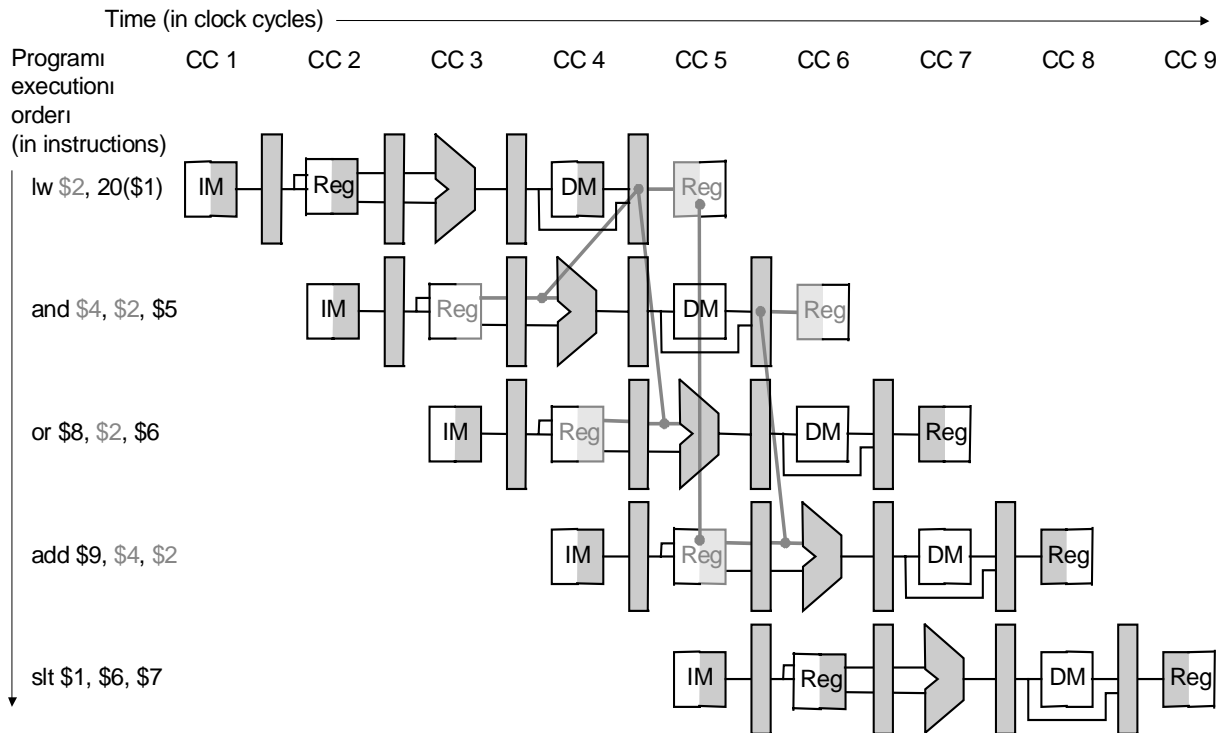 Time (in clock cycles)
Programı
executionı
orderı
(in instructions)
CC 1 CC 2 CC 3 CC 4 CC 5 CC 6 CC 7 CC 8 CC 9
lw $2, 20($1) IM Reg DM Reg
and $4, $2, $5 IM Reg DM Reg
or $8, $2, $6 IM Reg DM Reg
add $9, $4, $2 IM Reg DM Reg
slt $1, $6, $7 IM Reg DM Reg